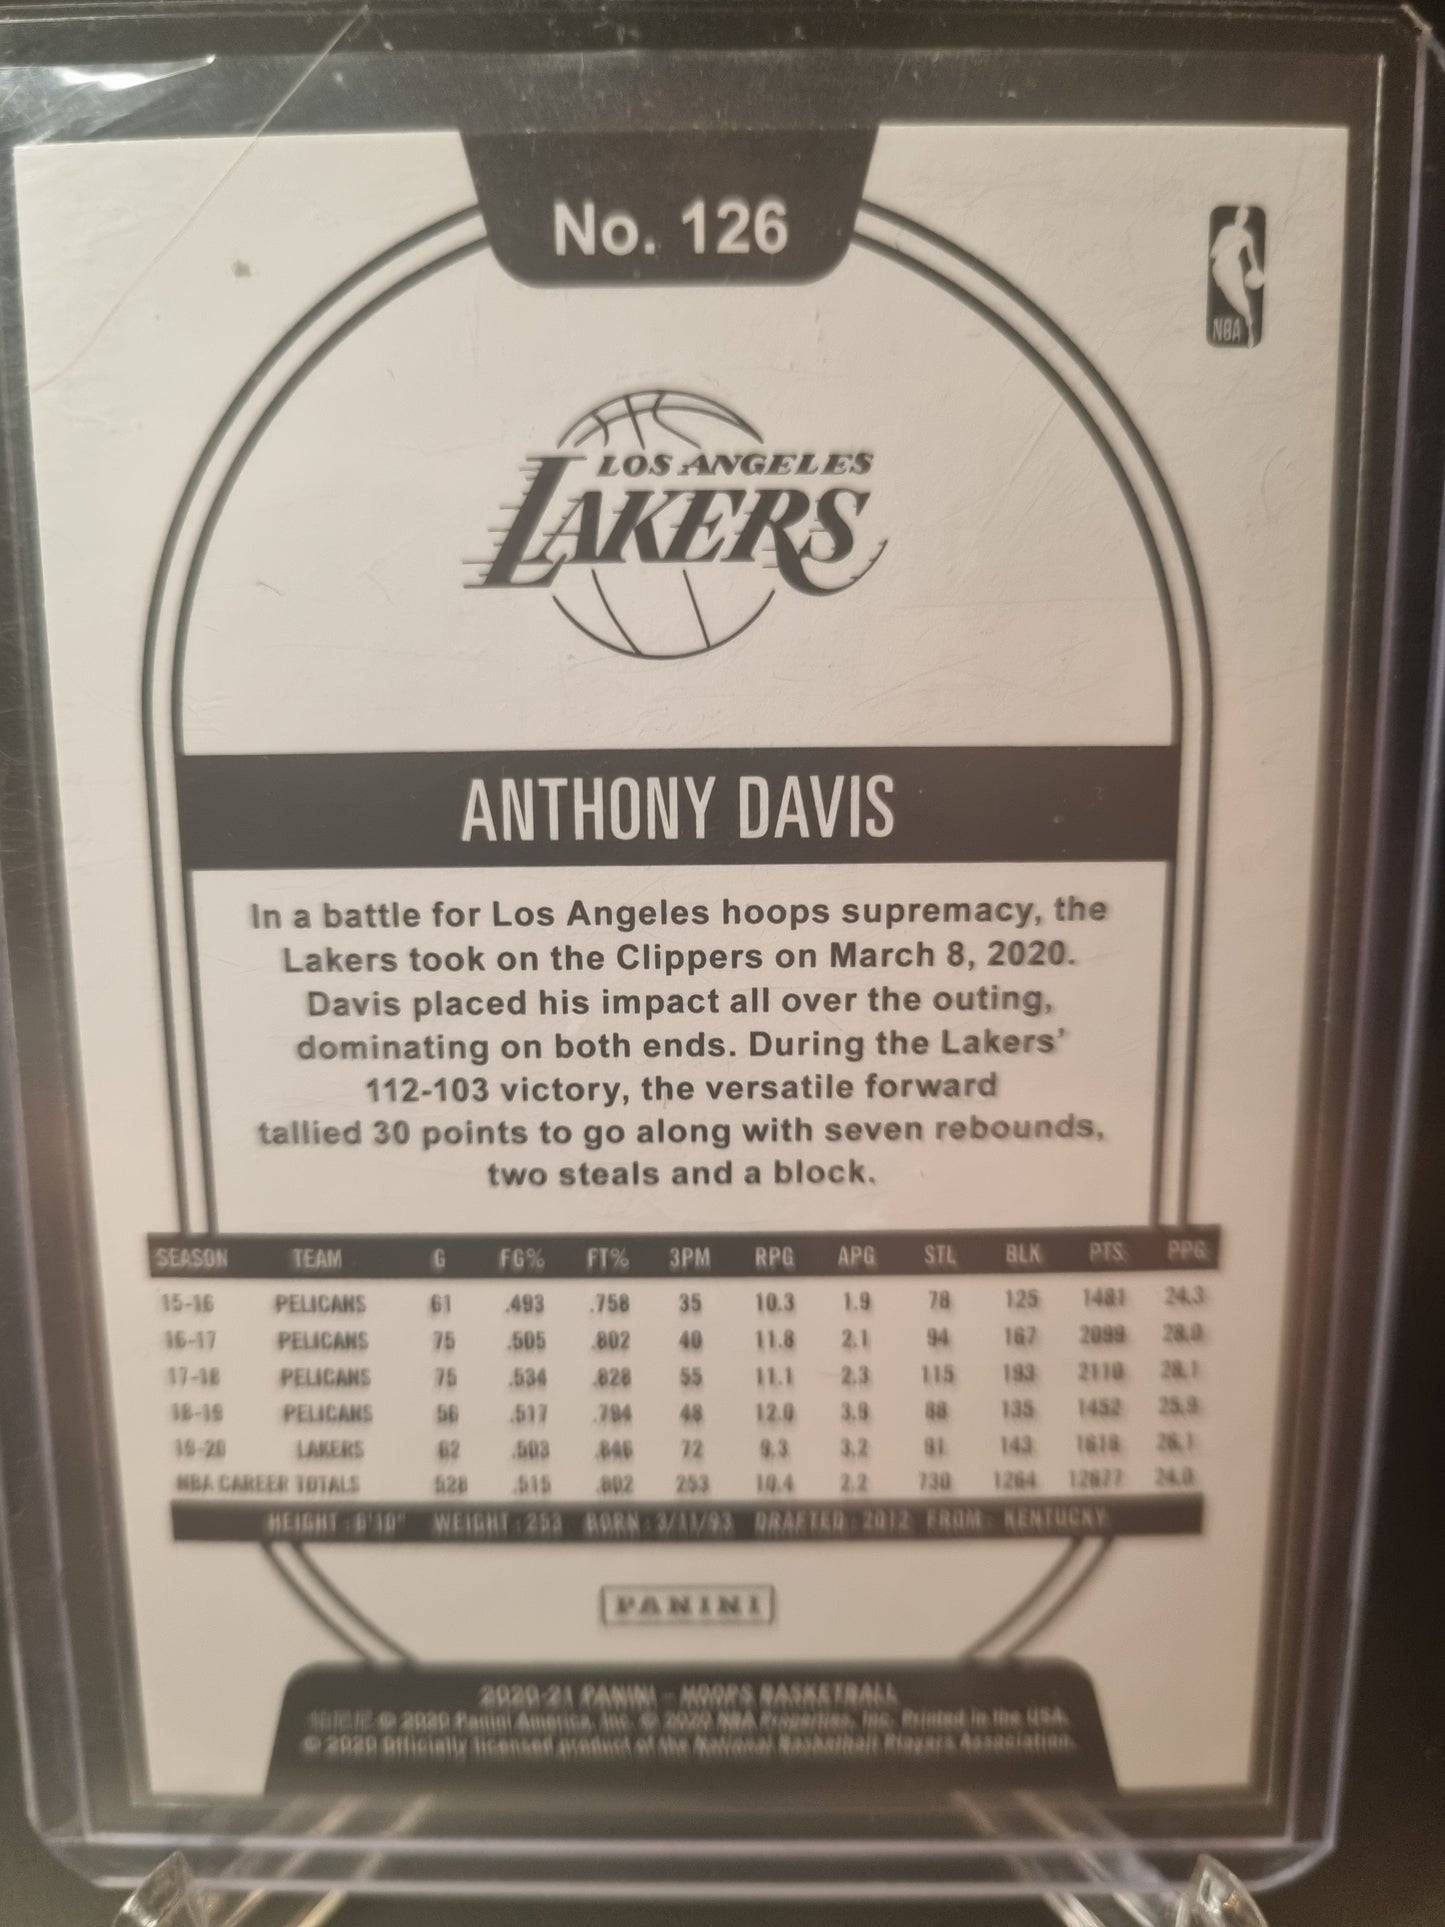 No. 126
NBA
LOS ANGELES
LAKERS
ANTHONY DAVIS
In a battle for Los Angeles hoops supremacy, the
Lakers took on the Clippers on March 8, 2020.
Davis placed his impact all over the outing,
dominating on both ends. During the Lakers’
112-103 victory, the versatile forward
tallied 30 points to go along with seven rebounds,
two steals and a block.
SEASON TEAM G FG% FT% 3PM RPG APG STL BLK PTS PPG
15-16 PELICANS 61 .493 .758 35 10.3 1.9 78 125 1481 24.3
16-17 PELICANS 75 .505 .802 40 11.8 2.1 94 167 2099 28.0
17-18 PELICANS 75 .534 .828 55 11.1 2.3 115 193 2110 28.1
18-19 PELICANS 56 .517 .794 48 12.0 3.9 88 135 1452 25.9
19-20 LAKERS 62 .503 .846 72 9.3 3.2 91 143 1618 26.1
NBA CAREER TOTALS 528 .515 .802 253 10.4 2.2 730 1264 12677 24.0
HEIGHT : 6'10" WEIGHT : 253 BORN : 3/11/93 DRAFTED : 2012 FROM : KENTUCKY
PANINI
2020-21 PANINI – HOOPS BASKETBALL
© 2020 Panini America, Inc. © 2020 NBA Properties, Inc. Printed in the USA.
© 2020 Officially licensed product of the National Basketball Players Association.